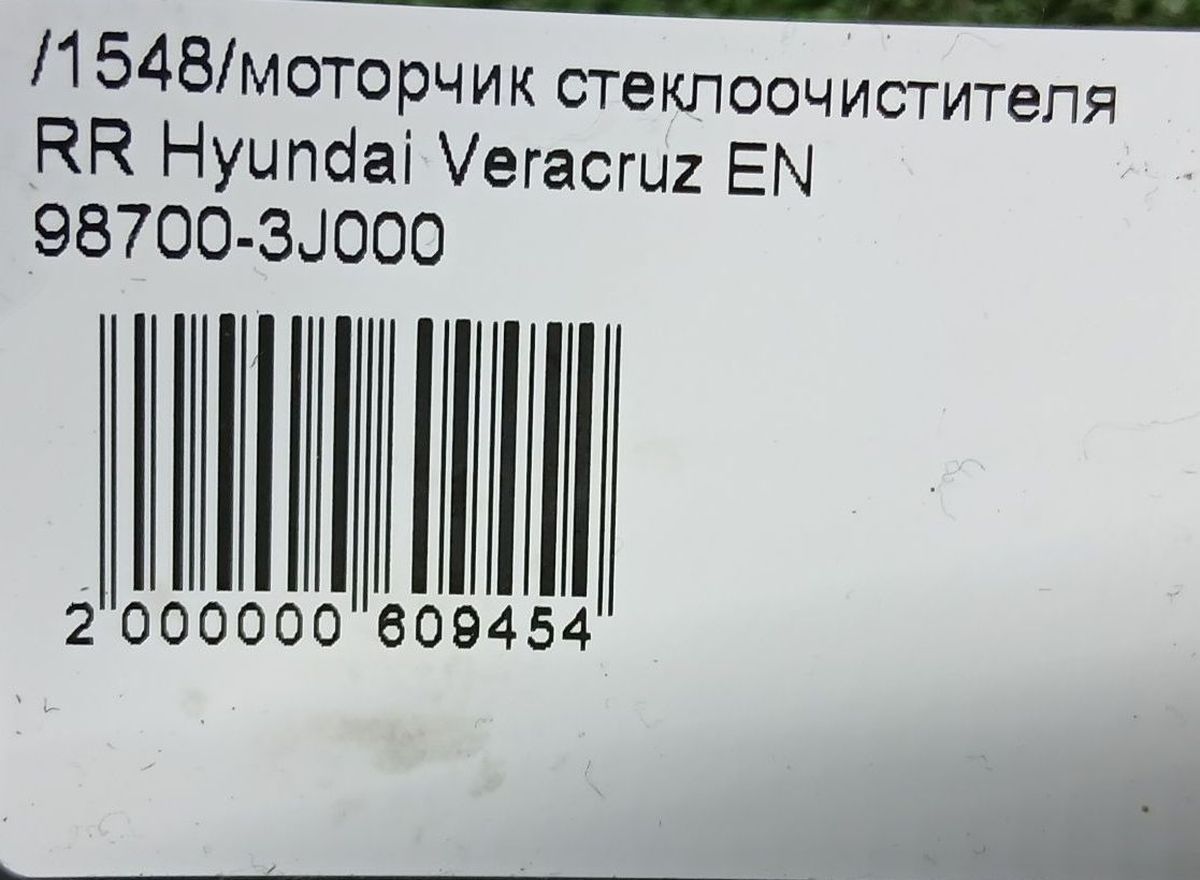 /1548/моторчик стеклоочистителя
RR Hyundai Veracruz EN
98700-3J000
2 000000 609454